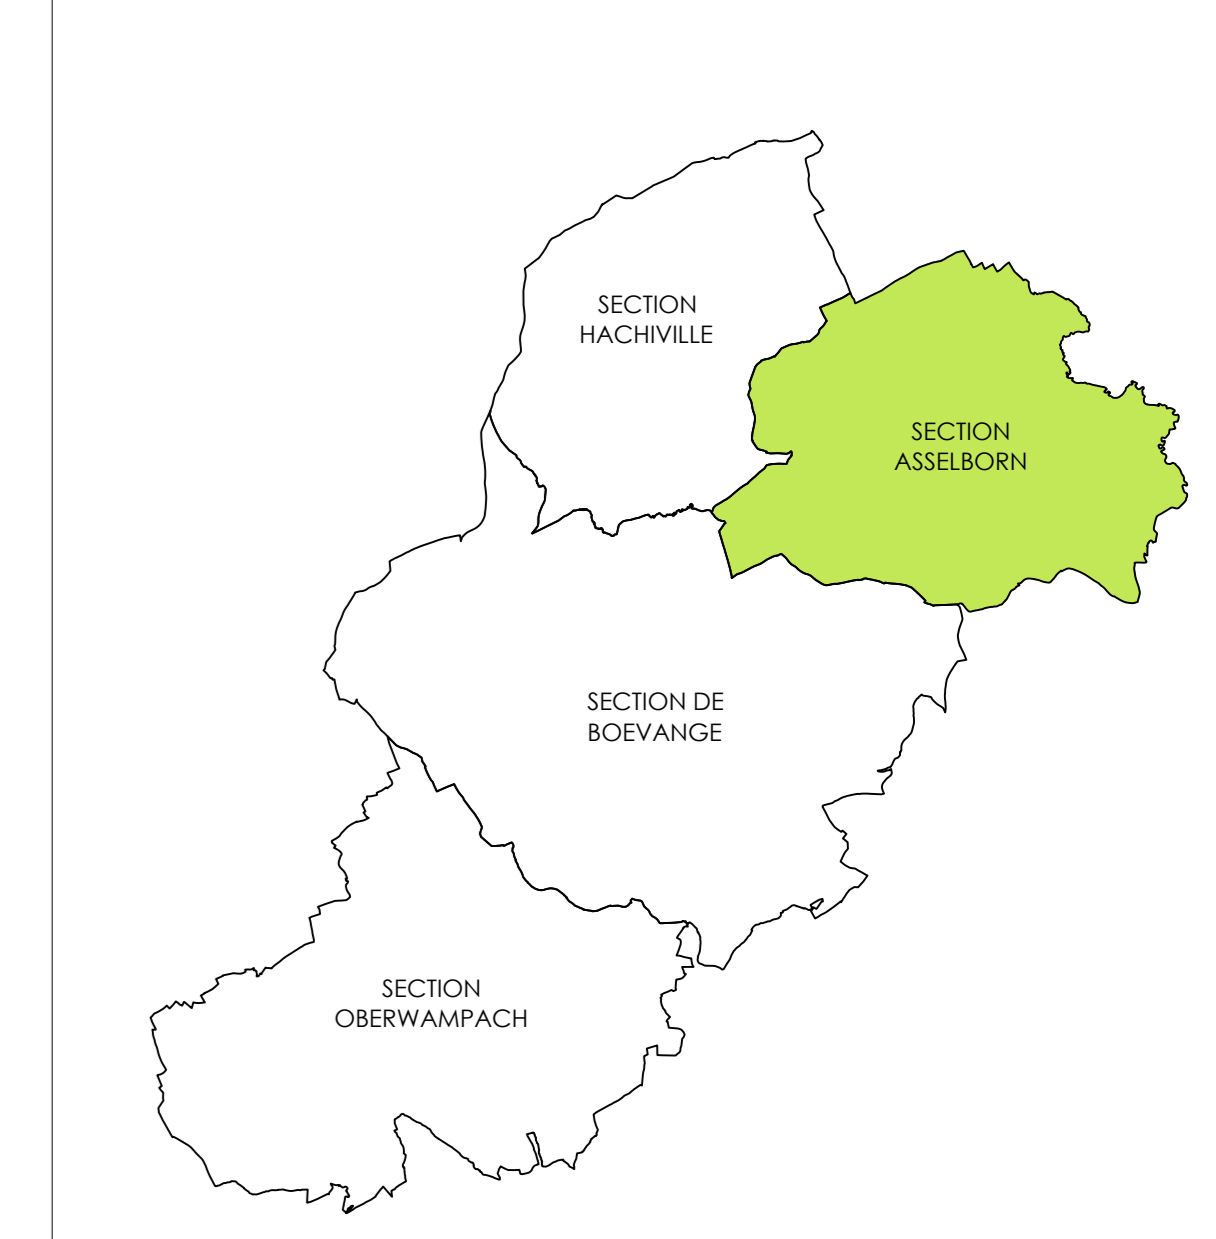 SECTION
HACHIVILLE
SECTION
ASSELBORN
SECTION DE
BOEVANGE
SECTION
OBERWAMPACH